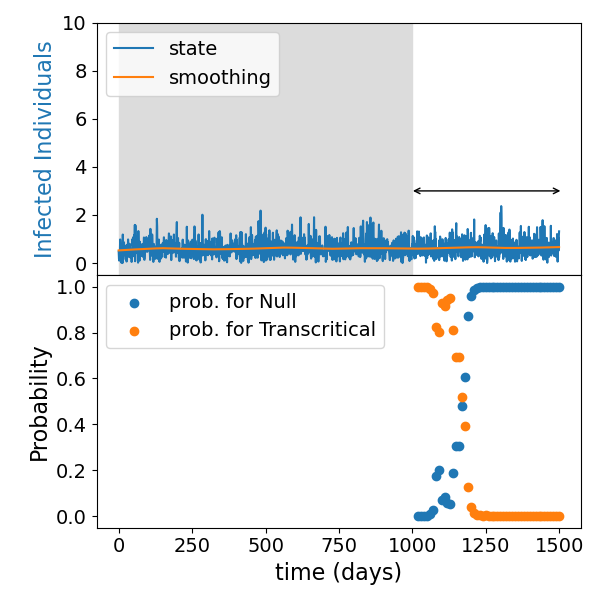 10
8
6
4
2
0
Infected Individuals
state
smoothing
1.0
0.8
0.6
0.4
0.2
0.0
Probability
prob. for Null
prob. for Transcritical
0 250 500 750 1000 1250 1500
time (days)